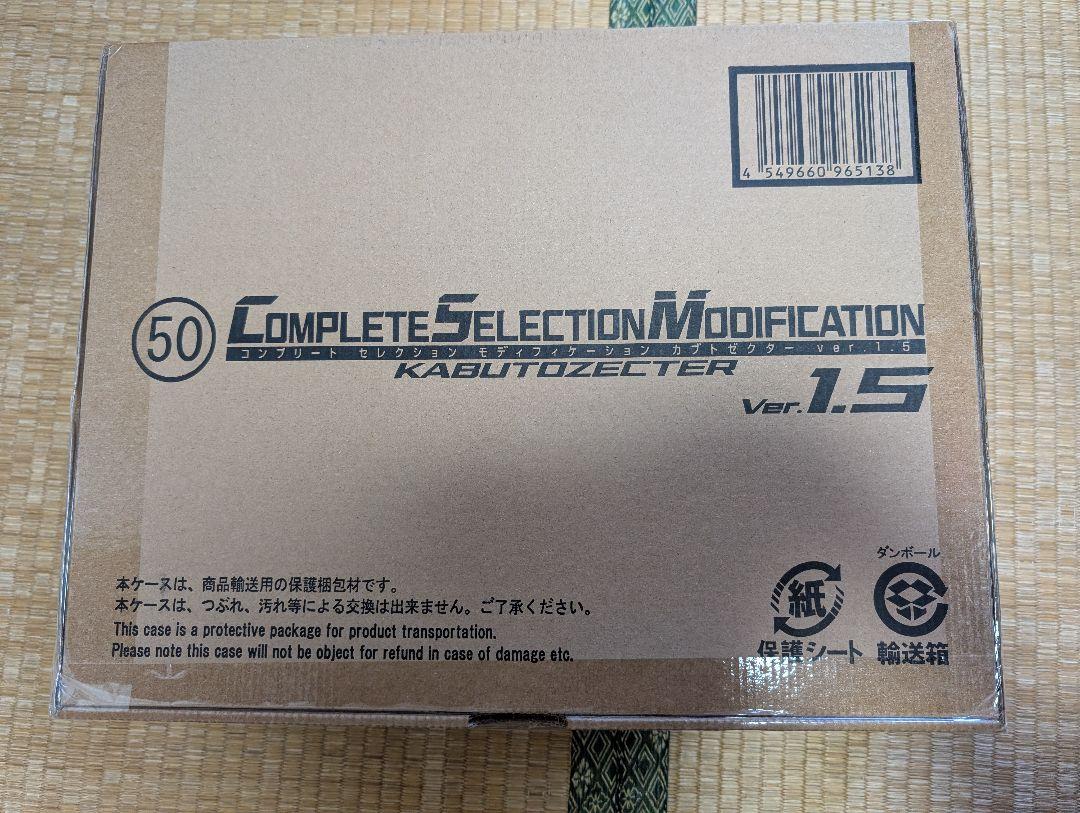 4 549660 965138
50 COMPLETE SELECTION MODIFICATION
コンプリート セレクション モディフィケーション カブトゼクター ver.1.5
KABUTOZECTER
Ver. 1.5
本ケースは、商品輸送用の保護梱包材です。
本ケースは、つぶれ、汚れ等による交換は出来ません。ご了承ください。
This case is a protective package for product transportation.
Please note this case will not be object for refund in case of damage etc.
紙
保護シート
ダンボール
輸送箱